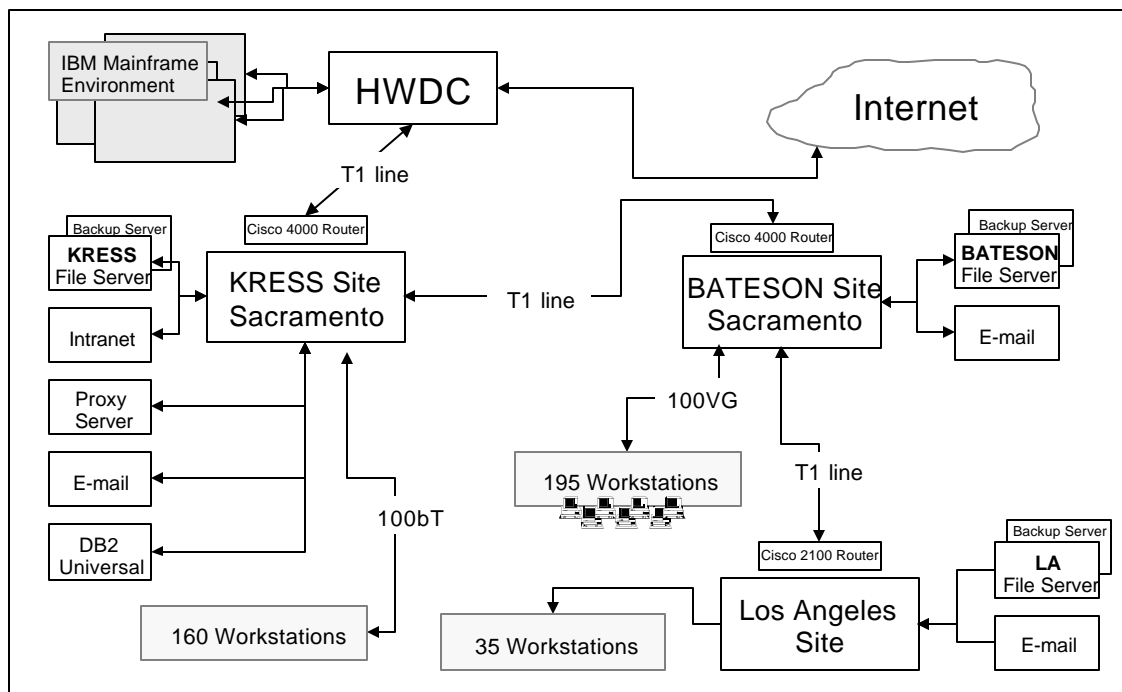 IBM Mainframe
Environment
HWDC
Internet
T1 line
Cisco 4000 Router
Backup Server
KRESS
File Server
KRESS Site
Sacramento
Intranet
Proxy
Server
E-mail
DB2
Universal
T1 line
100bT
160 Workstations
Cisco 4000 Router
BATESON Site
Sacramento
Backup Server
BATESON
File Server
E-mail
100VG
195 Workstations
T1 line
Cisco 2100 Router
Los Angeles
Site
35 Workstations
Backup Server
LA
File Server
E-mail